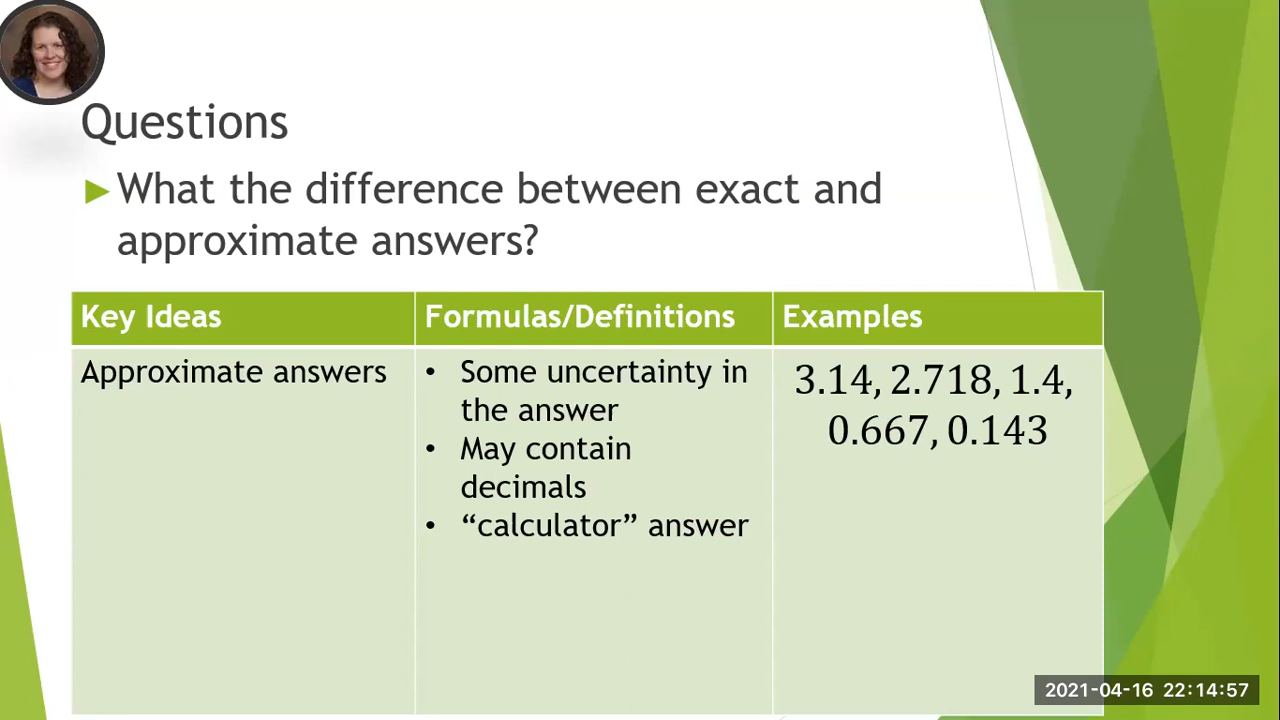 Questions
What the difference between exact and
approximate answers?
Key Ideas
Formulas/Definitions
Examples
Approximate answers
• Some uncertainty in
the answer
• May contain
decimals
• “calculator” answer
3.14, 2.718, 1.4,
0.667, 0.143
2021-04-16 22:14:57